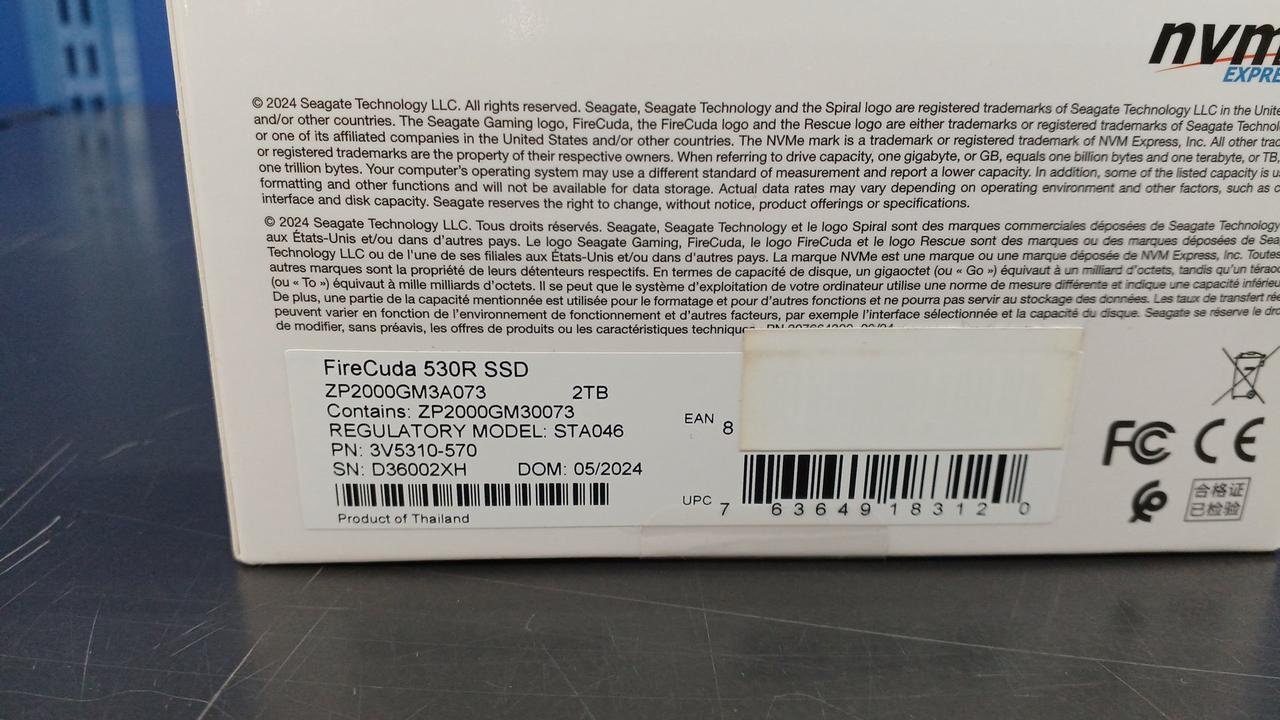 nvm
EXPRE
© 2024 Seagate Technology LLC. All rights reserved. Seagate, Seagate Technology and the Spiral logo are registered trademarks of Seagate Technology LLC in the Unite
and/or other countries. The Seagate Gaming logo, FireCuda, the FireCuda logo and the Rescue logo are either trademarks or registered trademarks of Seagate Technol
or one of its affiliated companies in the United States and/or other countries. The NVMe mark is a trademark or registered trademark of NVM Express, Inc. All other trad
or registered trademarks are the property of their respective owners. When referring to drive capacity, one gigabyte, or GB, equals one billion bytes and one terabyte, or TB,
one trillion bytes. Your computer's operating system may use a different standard of measurement and report a lower capacity. In addition, some of the listed capacity is u
formatting and other functions and will not be available for data storage. Actual data rates may vary depending on operating environment and other factors, such as c
interface and disk capacity. Seagate reserves the right to change, without notice, product offerings or specifications.
© 2024 Seagate Technology LLC. Tous droits réservés. Seagate, Seagate Technology et le logo Spiral sont des marques commerciales déposées de Seagate Technology
aux États-Unis et/ou dans d'autres pays. Le logo Seagate Gaming, FireCuda, le logo FireCuda et le logo Rescue sont des marques ou des marques déposées de Sea
Technology LLC ou de l'une de ses filiales aux États-Unis et/ou dans d'autres pays. La marque NVMe est une marque ou une marque déposée de NVM Express, Inc. Toutes
autres marques sont la propriété de leurs détenteurs respectifs. En termes de capacité de disque, un gigaoctet (ou « Go ») équivaut à un milliard d'octets, tandis qu'un téraoc
(ou « To ») équivaut à mille milliards d'octets. Il se peut que le système d'exploitation de votre ordinateur utilise une norme de mesure différente et indique une capacité inférieu
De plus, une partie de la capacité mentionnée est utilisée pour le formatage et pour d'autres fonctions et ne pourra pas servir au stockage des données. Les taux de transfert rée
peuvent varier en fonction de l'environnement de fonctionnement et d'autres facteurs, par exemple l'interface sélectionnée et la capacité du disque. Seagate se réserve le dro
de modifier, sans préavis, les offres de produits ou les caractéristiques technique
FireCuda 530R SSD
ZP2000GM3A073 2TB
Contains: ZP2000GM30073
REGULATORY MODEL: STA046
PN: 3V5310-570
SN: D36002XH DOM: 05/2024
Product of Thailand
EAN 8
UPC 7 63649 18312 0
FC CE
合格证
已检验